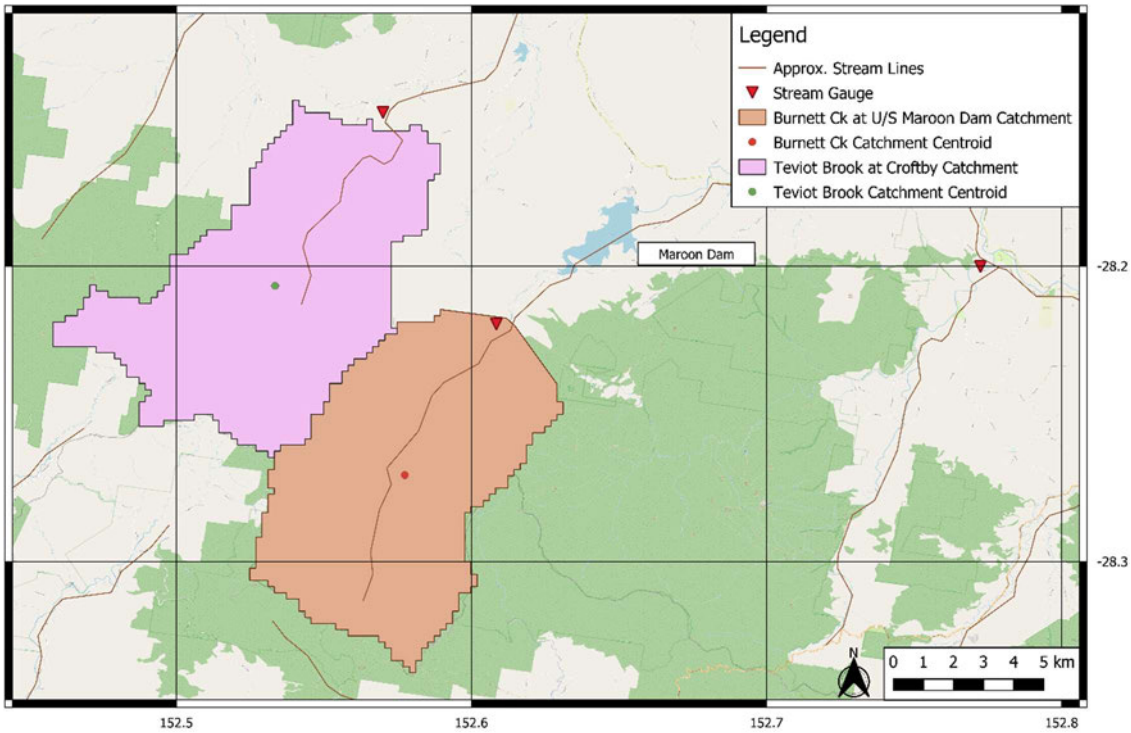 Legend
Approx. Stream Lines
Stream Gauge
Burnett Ck at U/S Maroon Dam Catchment
Burnett Ck Catchment Centroid
Teviot Brook at Croftby Catchment
Teviot Brook Catchment Centroid
Maroon Dam
-28.2
-28.3
N
0 1 2 3 4 5 km
152.5 152.6 152.7 152.8